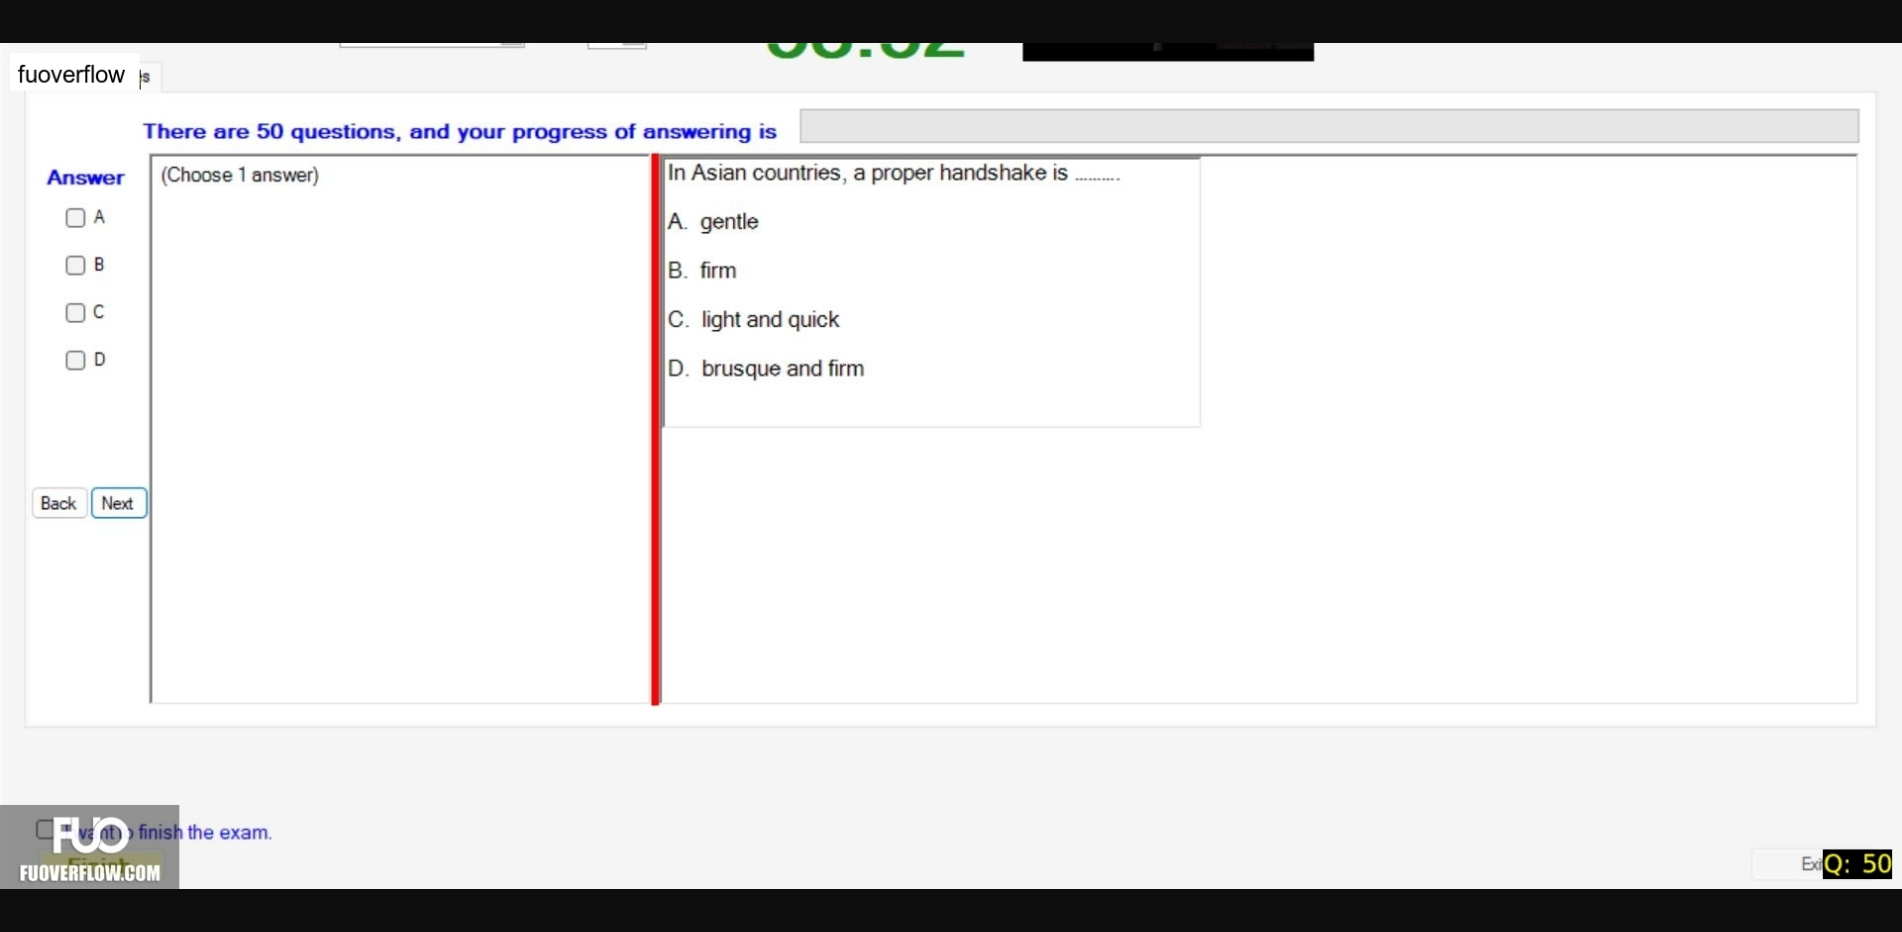 fuoverflow
There are 50 questions, and your progress of answering is
Answer
(Choose 1 answer)
A
B
C
D
In Asian countries, a proper handshake is ..........
A. gentle
B. firm
C. light and quick
D. brusque and firm
Back Next
finish the exam.
FUO
FUOVERFLOW.COM
Q: 50